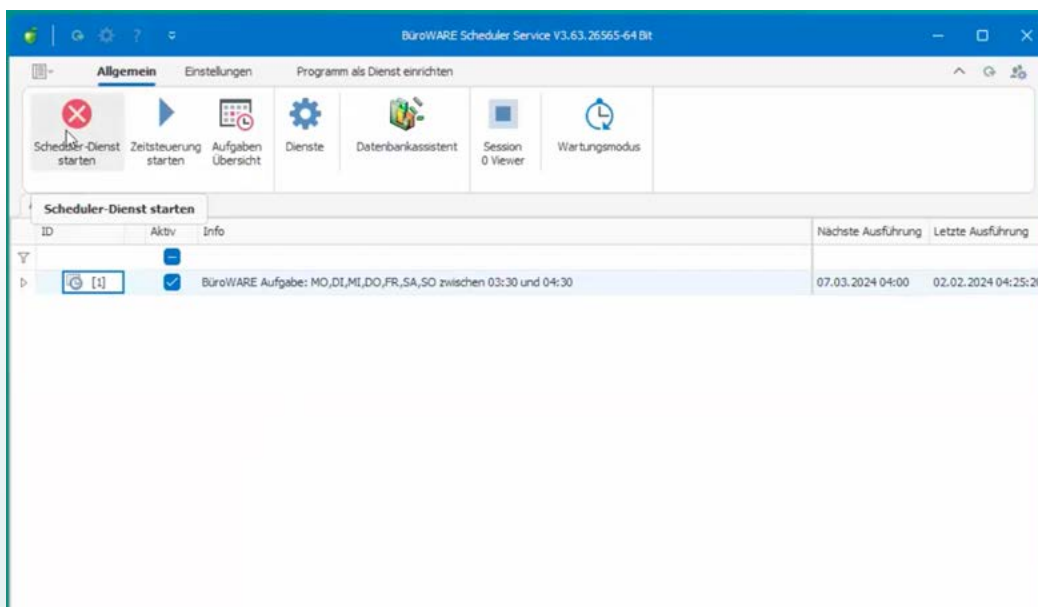 BüroWARE Scheduler Service V3.63.26565-64 Bit
Allgemein Einstellungen Programm als Dienst einrichten
Scheduler-Dienst starten
Zeitsteuerung starten
Aufgaben Übersicht
Dienste
Datenbankassistent
Session 0 Viewer
Wartungsmodus
Scheduler-Dienst starten
ID Aktiv Info Nächste Ausführung Letzte Ausführung
[1] BüroWARE Aufgabe: MO,DI,MI,DO,FR,SA,SO zwischen 03:30 und 04:30 07.03.2024 04:00 02.02.2024 04:25:2